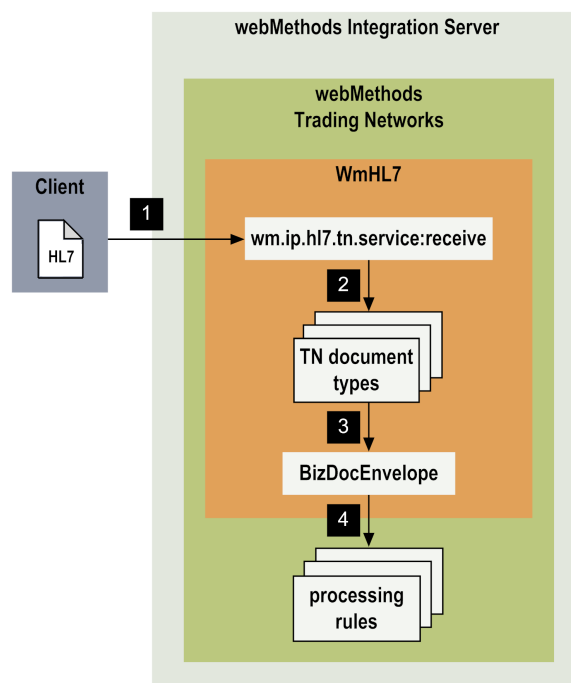 webMethods Integration Server
webMethods
Trading Networks
WmHL7
Client
HL7
1
wm.ip.hl7.tn.service:receive
2
TN document
types
3
BizDocEnvelope
4
processing
rules